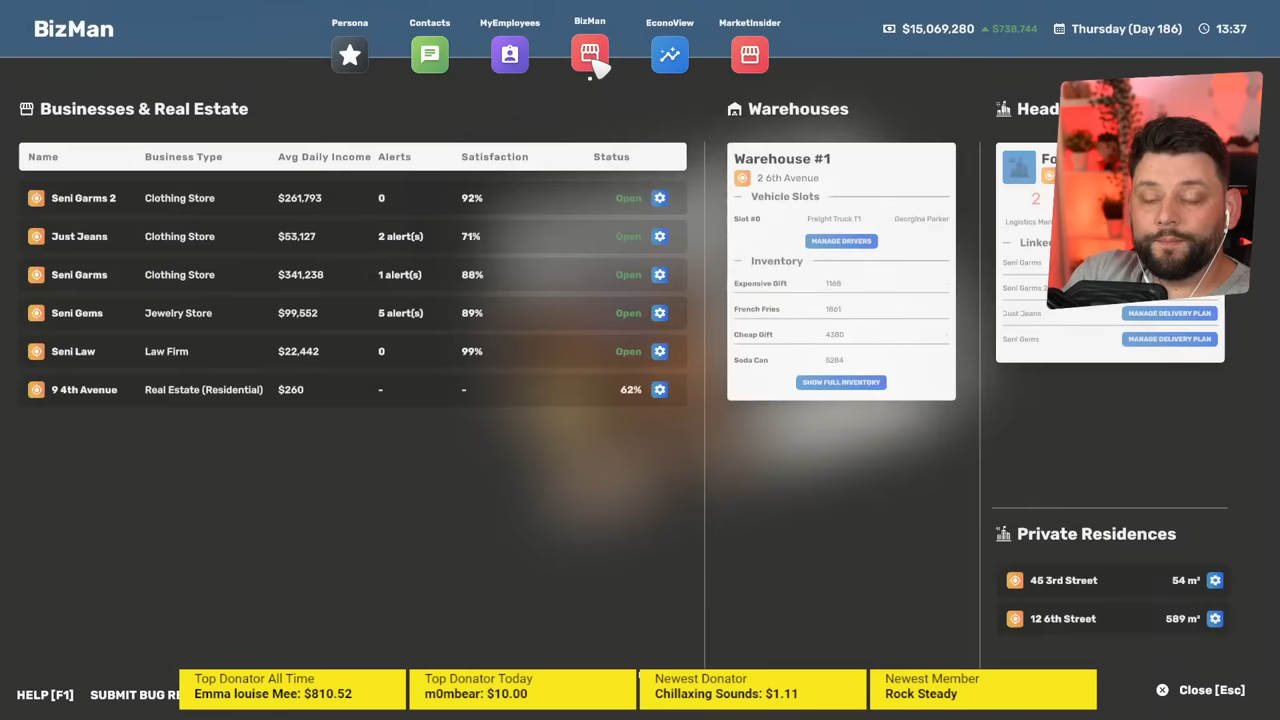 BizMan
Persona
Contacts
MyEmployees
BizMan
EconoView
MarketInsider
$15,069,280
$738,744
Thursday (Day 186)
13:37
Businesses & Real Estate
Name Business Type Avg Daily Income Alerts Satisfaction Status
Seni Garms 2 Clothing Store $261,793 0 92% Open
Just Jeans Clothing Store $53,127 2 alert(s) 71% Open
Seni Garms Clothing Store $341,238 1 alert(s) 88% Open
Seni Gems Jewelry Store $99,552 5 alert(s) 89% Open
Seni Law Law Firm $22,442 0 99% Open
9 4th Avenue Real Estate (Residential) $260 - - 62%
Warehouses
Warehouse #1
2 6th Avenue
Vehicle Slots
Slot #0 Freight Truck T1 Georgina Parker
MANAGE DRIVERS
Inventory
Expensive Gift 1168
French Fries 1861
Cheap Gift 4380
Soda Can 5284
SHOW FULL INVENTORY
Head
Fo
2
Logistics Man
Linke
Seni Garms
Seni Garms 2
Just Jeans MANAGE DELIVERY PLAN
Seni Gems MANAGE DELIVERY PLAN
Private Residences
45 3rd Street 54 m²
12 6th Street 589 m²
HELP [F1]
SUBMIT BUG RE
Top Donator All Time
Emma louise Mee: $810.52
Top Donator Today
m0mbear: $10.00
Newest Donator
Chillaxing Sounds: $1.11
Newest Member
Rock Steady
Close [Esc]